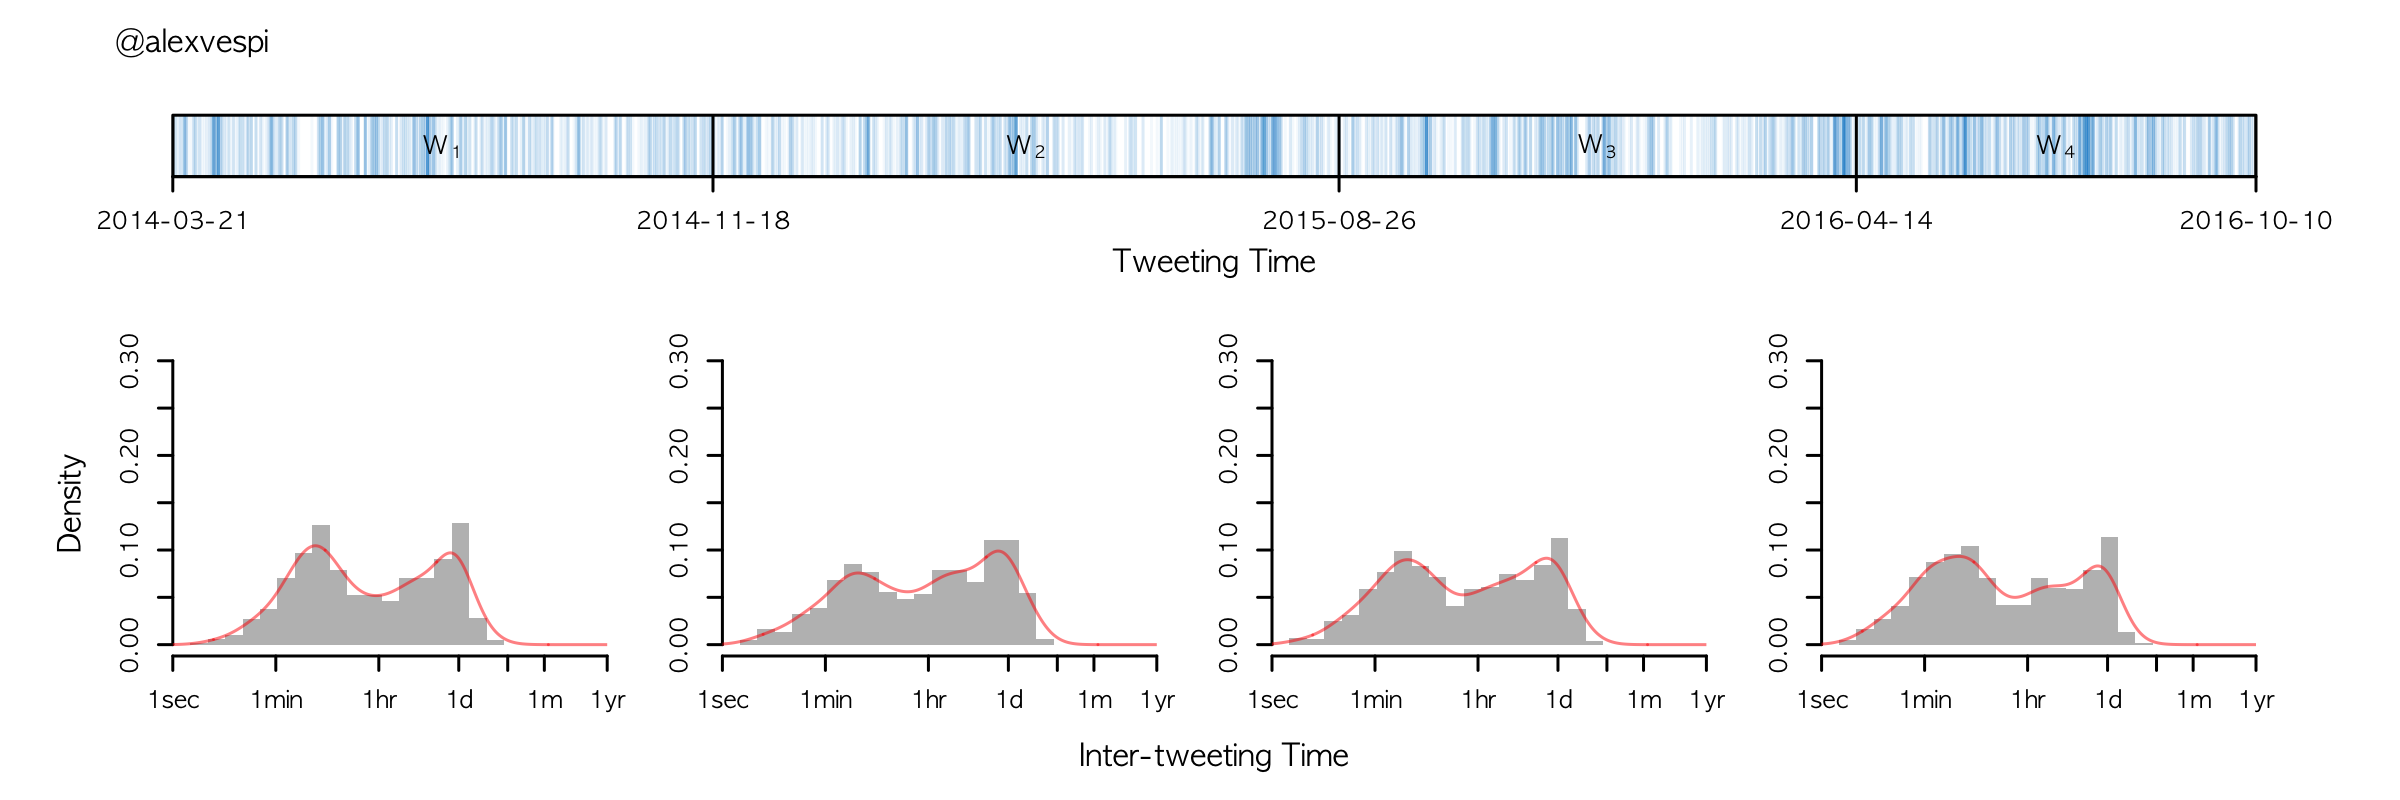 @alexvespi
W1 W2 W3 W4
2014-03-21 2014-11-18 2015-08-26 2016-04-14 2016-10-10
Tweeting Time
Density
0.30 0.30 0.30 0.30
0.20 0.20 0.20 0.20
0.10 0.10 0.10 0.10
0.00 0.00 0.00 0.00
1sec 1min 1hr 1d 1m 1yr 1sec 1min 1hr 1d 1m 1yr 1sec 1min 1hr 1d 1m 1yr 1sec 1min 1hr 1d 1m 1yr
Inter-tweeting Time